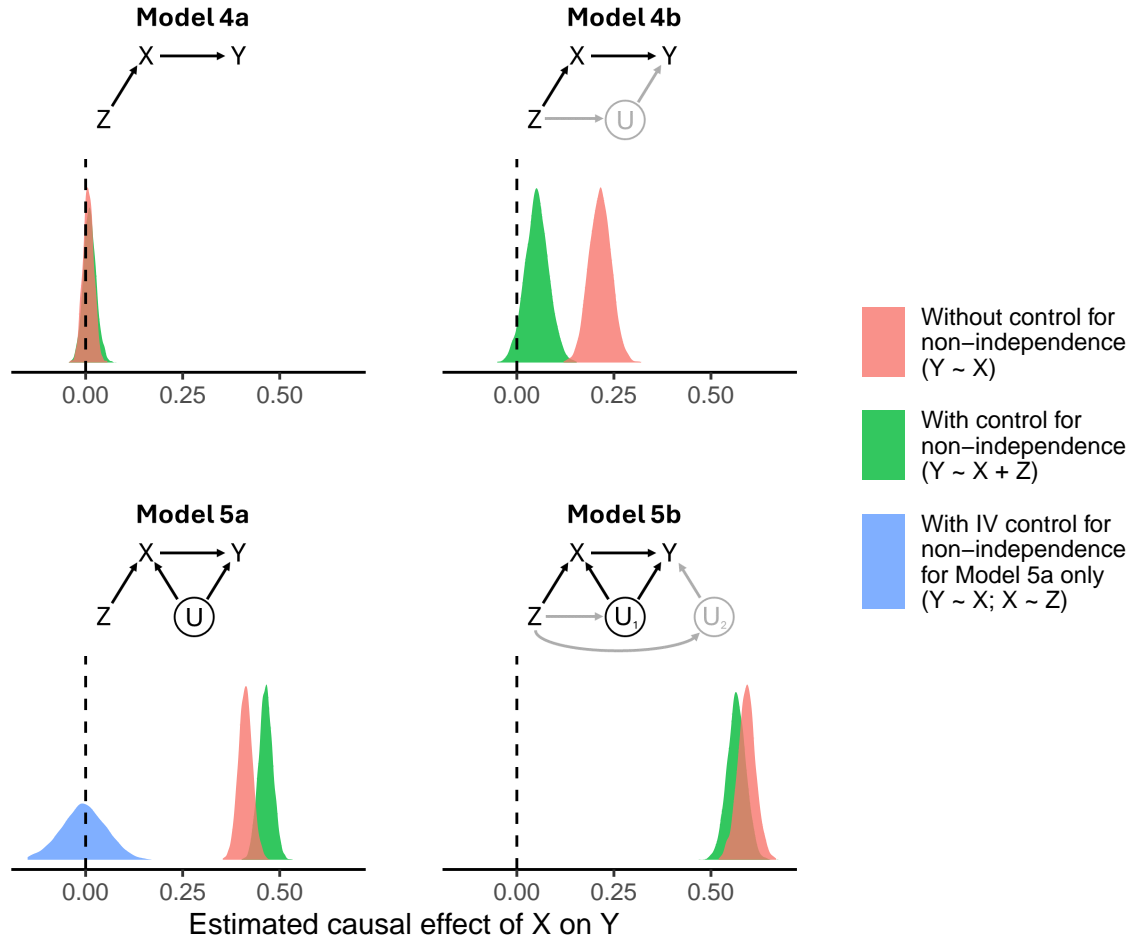 Model 4a
X
Y
Z
0.00 0.25 0.50
Model 4b
X
Y
Z
U
0.00 0.25 0.50
Model 5a
X
Y
Z
U
0.00 0.25 0.50
Model 5b
X
Y
Z
U₁
U₂
0.00 0.25 0.50
Estimated causal effect of X on Y
Without control for
non−independence
(Y ~ X)
With control for
non−independence
(Y ~ X + Z)
With IV control for
non−independence
for Model 5a only
(Y ~ X; X ~ Z)